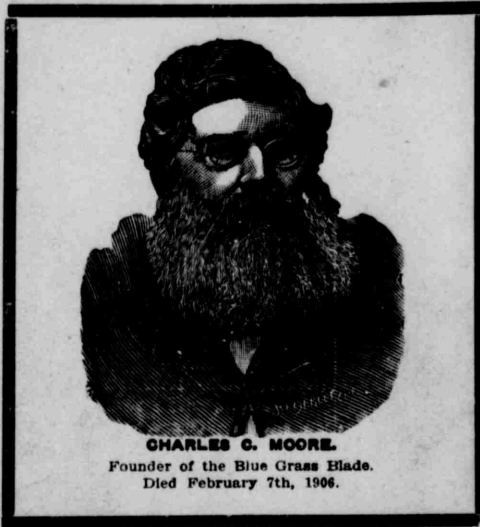 CHARLES C. MOORE.
Founder of the Blue Grass Blade.
Died February 7th, 1906.